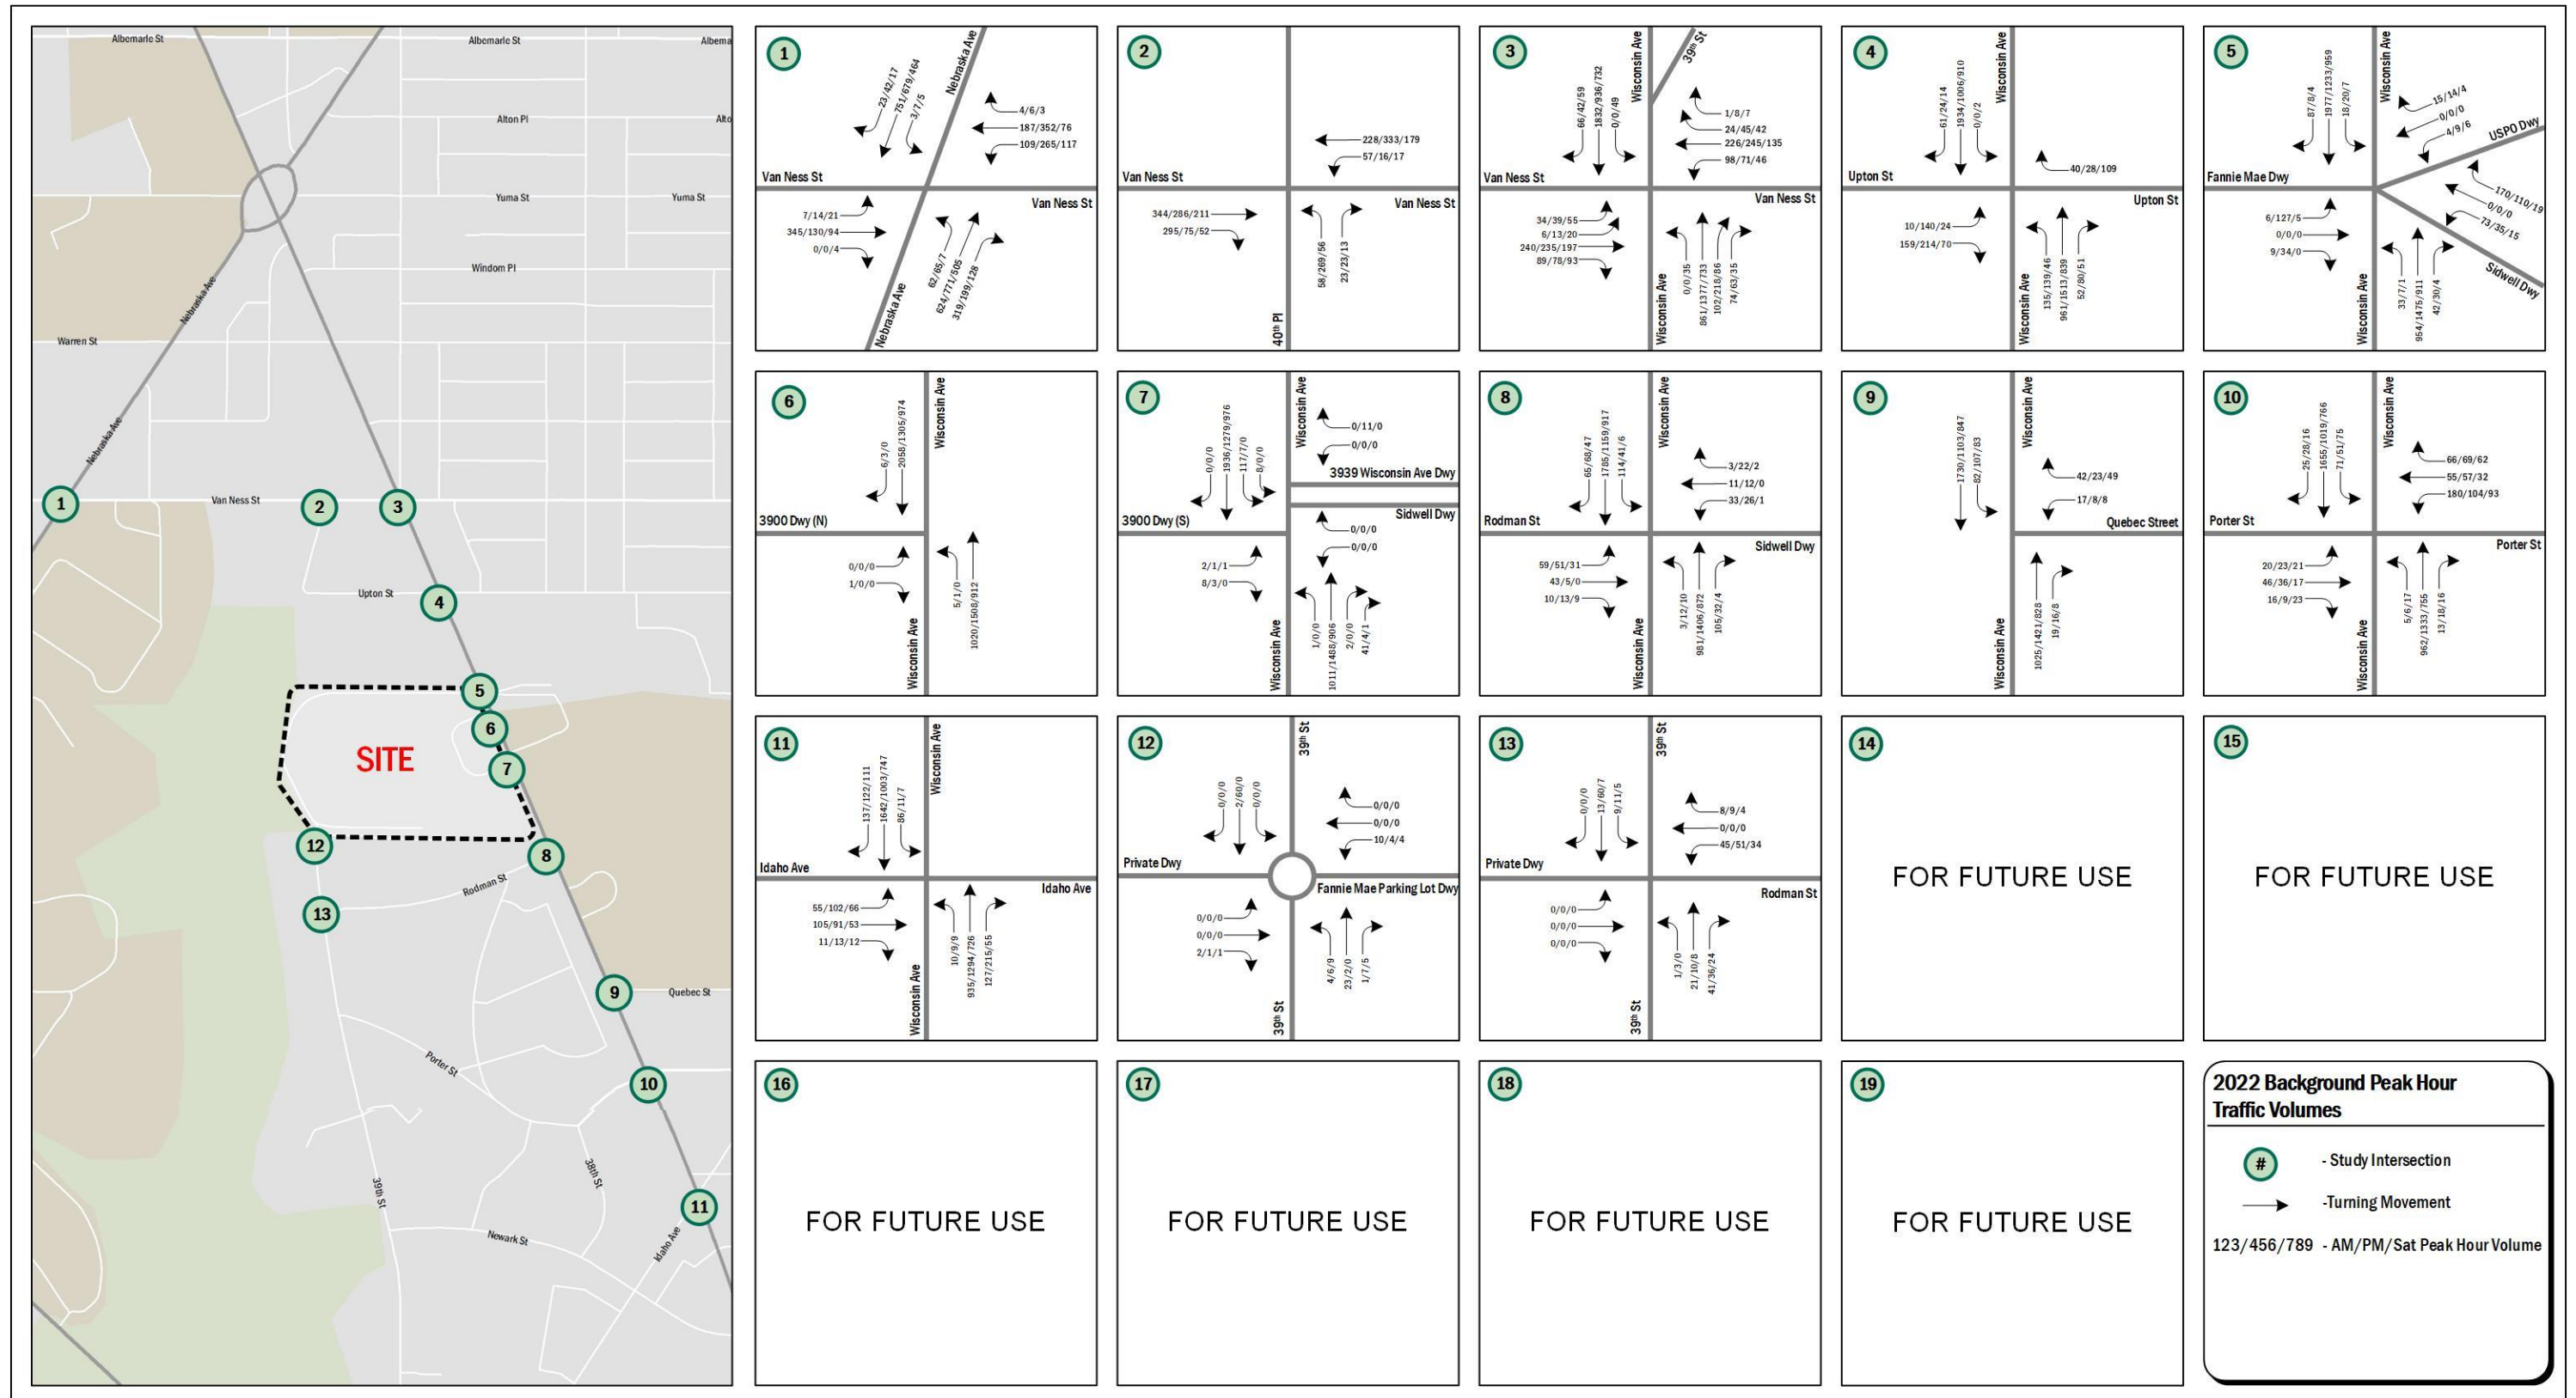 Albemarle St
Albemarle St
Albema
Alton Pl
Alto
Yuma St
Yuma St
Windom Pl
Nebraska Ave
Warren St
Nebraska Ave
Van Ness St
1
2
3
Upton St
4
5
6
SITE
7
12
8
Rodman St
13
9
Quebec St
Porter St
10
38th St
39th St
11
Newark St
Idaho Ave
1
Nebraska Ave
23/42/17
751/679/464
3/7/5
4/6/3
187/352/76
109/265/117
Van Ness St
Van Ness St
7/14/21
345/130/94
0/0/4
62/65/7
624/771/505
319/199/128
Nebraska Ave
2
228/333/179
57/16/17
Van Ness St
Van Ness St
344/286/211
295/75/52
58/269/56
23/23/13
40th Pl
3
Wisconsin Ave
39th St
66/42/59
1832/936/732
0/0/49
1/8/7
24/45/42
226/245/135
98/71/46
Van Ness St
Van Ness St
34/39/55
6/13/20
240/235/197
89/78/93
0/0/35
861/1377/733
102/218/86
74/63/35
Wisconsin Ave
4
Wisconsin Ave
61/24/14
1934/1006/910
0/0/2
40/28/109
Upton St
Upton St
10/140/24
159/214/70
135/139/46
961/1513/839
52/80/51
Wisconsin Ave
5
Wisconsin Ave
87/8/4
1977/1233/959
18/20/7
15/14/4
0/0/0
4/9/6
USPO Dwy
Fannie Mae Dwy
170/110/19
0/0/0
73/35/15
6/127/5
0/0/0
9/34/0
33/7/1
954/1475/911
42/30/4
Sidwell Dwy
Wisconsin Ave
6
Wisconsin Ave
6/3/0
2058/1305/974
3900 Dwy (N)
0/0/0
1/0/0
5/1/0
1020/1508/912
Wisconsin Ave
7
Wisconsin Ave
0/0/0
1936/1279/976
117/7/0
8/0/0
0/11/0
0/0/0
3939 Wisconsin Ave Dwy
3900 Dwy (S)
Sidwell Dwy
0/0/0
0/0/0
2/1/1
8/3/0
1/0/0
1011/1488/906
2/0/0
41/4/1
Wisconsin Ave
8
Wisconsin Ave
65/68/47
1785/1159/917
114/41/6
3/22/2
11/12/0
33/26/1
Rodman St
Sidwell Dwy
59/51/31
43/5/0
10/13/9
3/12/10
981/1406/872
105/32/4
Wisconsin Ave
9
Wisconsin Ave
1730/1103/847
82/107/83
42/23/49
17/8/8
Quebec Street
1025/1421/828
19/16/8
Wisconsin Ave
10
Wisconsin Ave
25/28/16
1655/1019/766
71/51/75
66/69/62
55/57/32
180/104/93
Porter St
Porter St
20/23/21
46/36/17
16/9/23
5/6/17
962/1333/755
13/18/16
Wisconsin Ave
11
Wisconsin Ave
137/122/111
1642/1003/747
86/11/7
Idaho Ave
Idaho Ave
55/102/66
105/91/53
11/13/12
10/9/9
935/1294/726
127/215/55
Wisconsin Ave
12
39th St
0/0/0
2/60/0
0/0/0
0/0/0
0/0/0
10/4/4
Private Dwy
Fannie Mae Parking Lot Dwy
0/0/0
0/0/0
2/1/1
4/6/9
23/2/0
1/7/5
39th St
13
39th St
0/0/0
13/60/7
9/11/5
8/9/4
0/0/0
45/51/34
Private Dwy
Rodman St
0/0/0
0/0/0
0/0/0
1/3/0
21/10/8
41/36/24
39th St
14
FOR FUTURE USE
15
FOR FUTURE USE
16
FOR FUTURE USE
17
FOR FUTURE USE
18
FOR FUTURE USE
19
FOR FUTURE USE
2022 Background Peak Hour
Traffic Volumes
# - Study Intersection
-Turning Movement
123/456/789 - AM/PM/Sat Peak Hour Volume